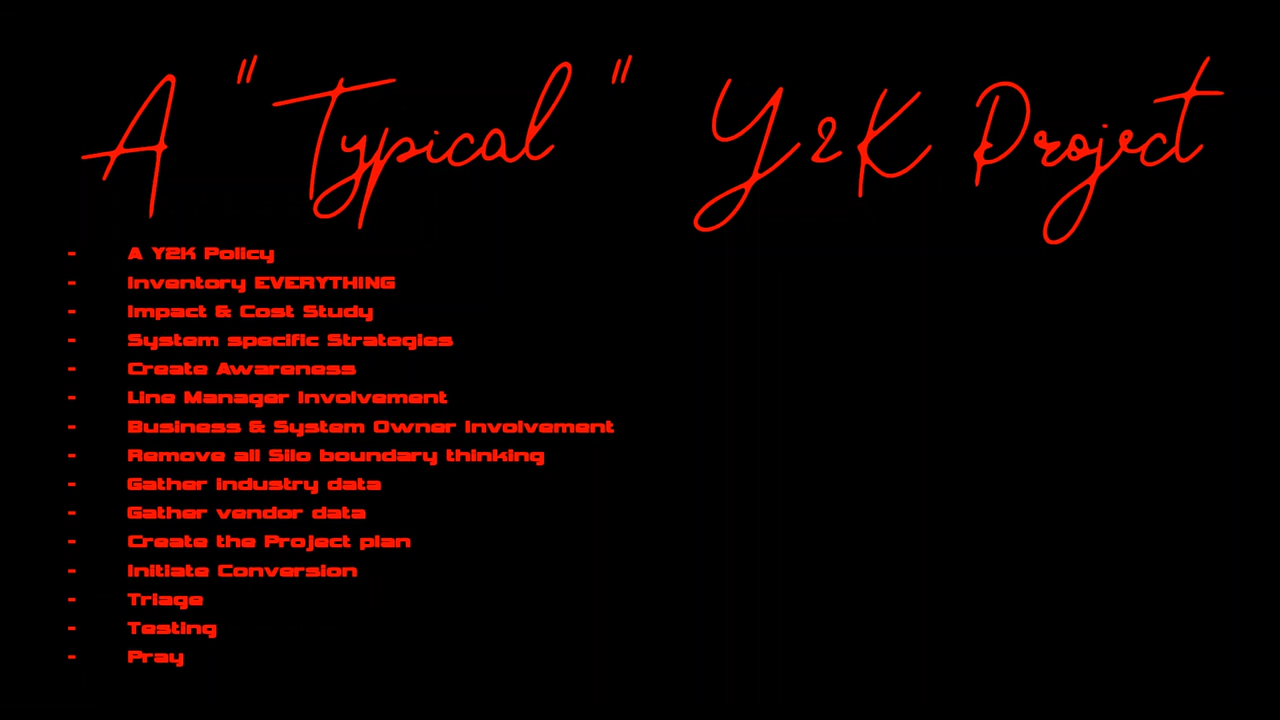 A "Typical" Y2K Project
- A Y2K Policy
- Inventory EVERYTHING
- Impact & Cost Study
- System specific Strategies
- Create Awareness
- Line Manager Involvement
- Business & System Owner Involvement
- Remove all Silo boundary thinking
- Gather industry data
- Gather vendor data
- Create the Project plan
- Initiate Conversion
- Triage
- Testing
- Pray